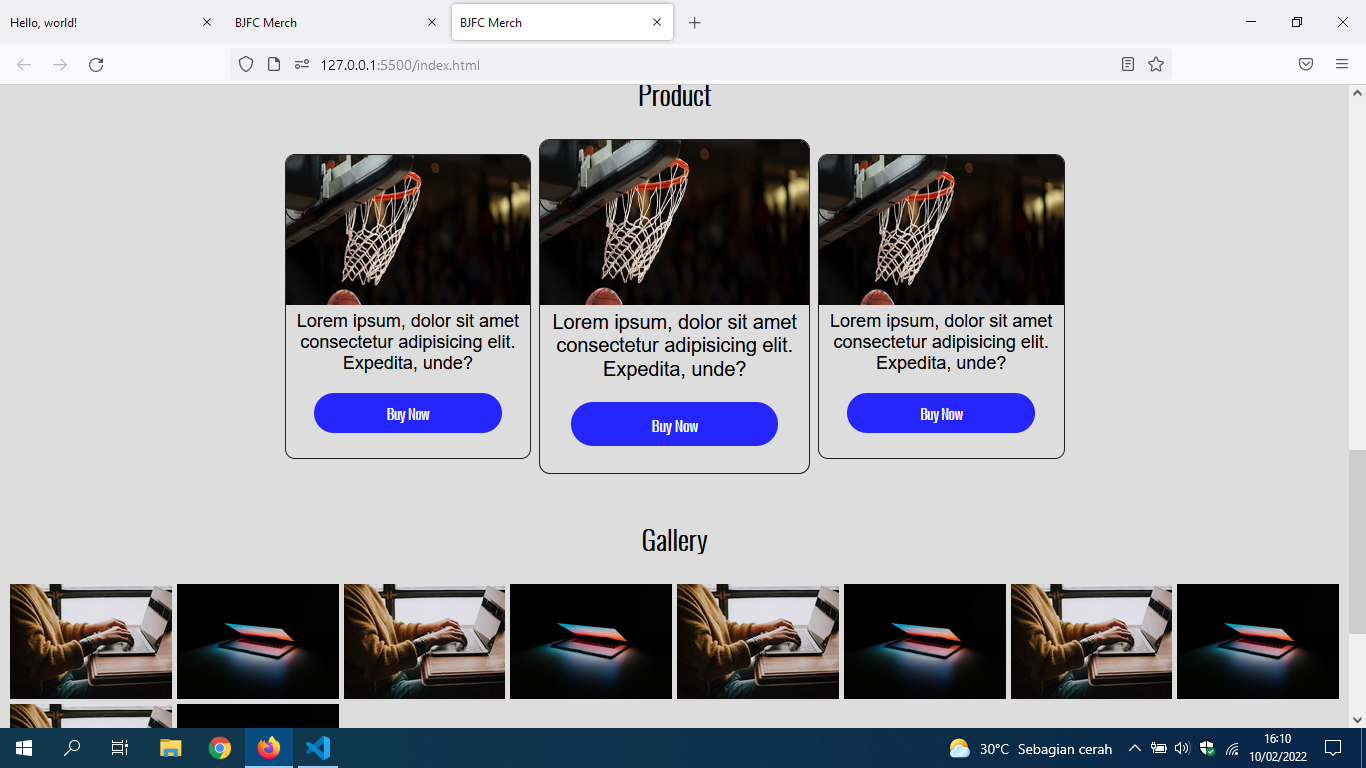 Hello, world!
BJFC Merch
BJFC Merch
127.0.0.1:5500/index.html
Product
Lorem ipsum, dolor sit amet
consectetur adipisicing elit.
Expedita, unde?
Buy Now
Lorem ipsum, dolor sit amet
consectetur adipisicing elit.
Expedita, unde?
Buy Now
Lorem ipsum, dolor sit amet
consectetur adipisicing elit.
Expedita, unde?
Buy Now
Gallery
30°C Sebagian cerah
16:10
10/02/2022